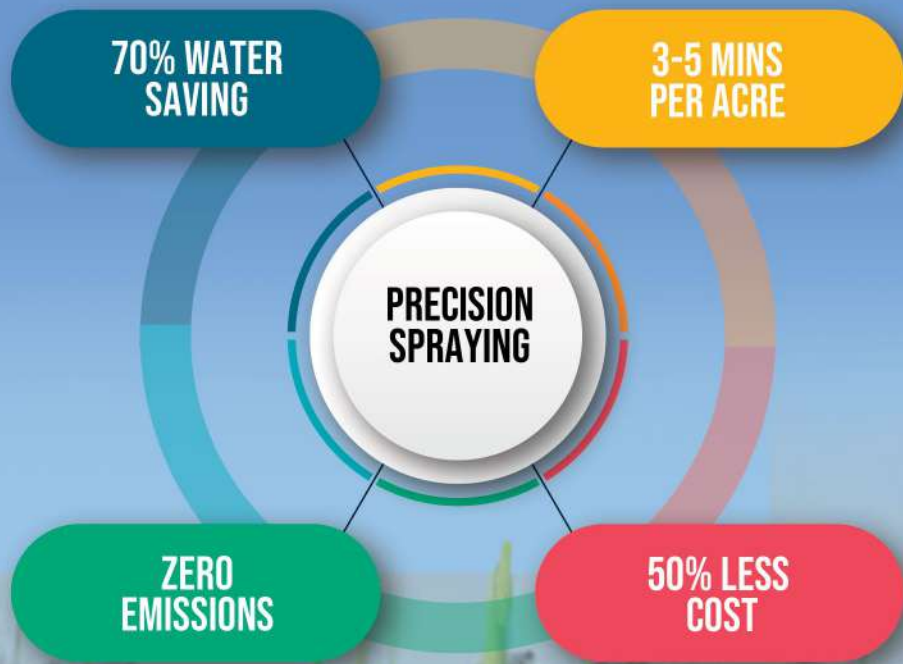 70% WATER
SAVING
3-5 MINS
PER ACRE
PRECISION
SPRAYING
ZERO
EMISSIONS
50% LESS
COST